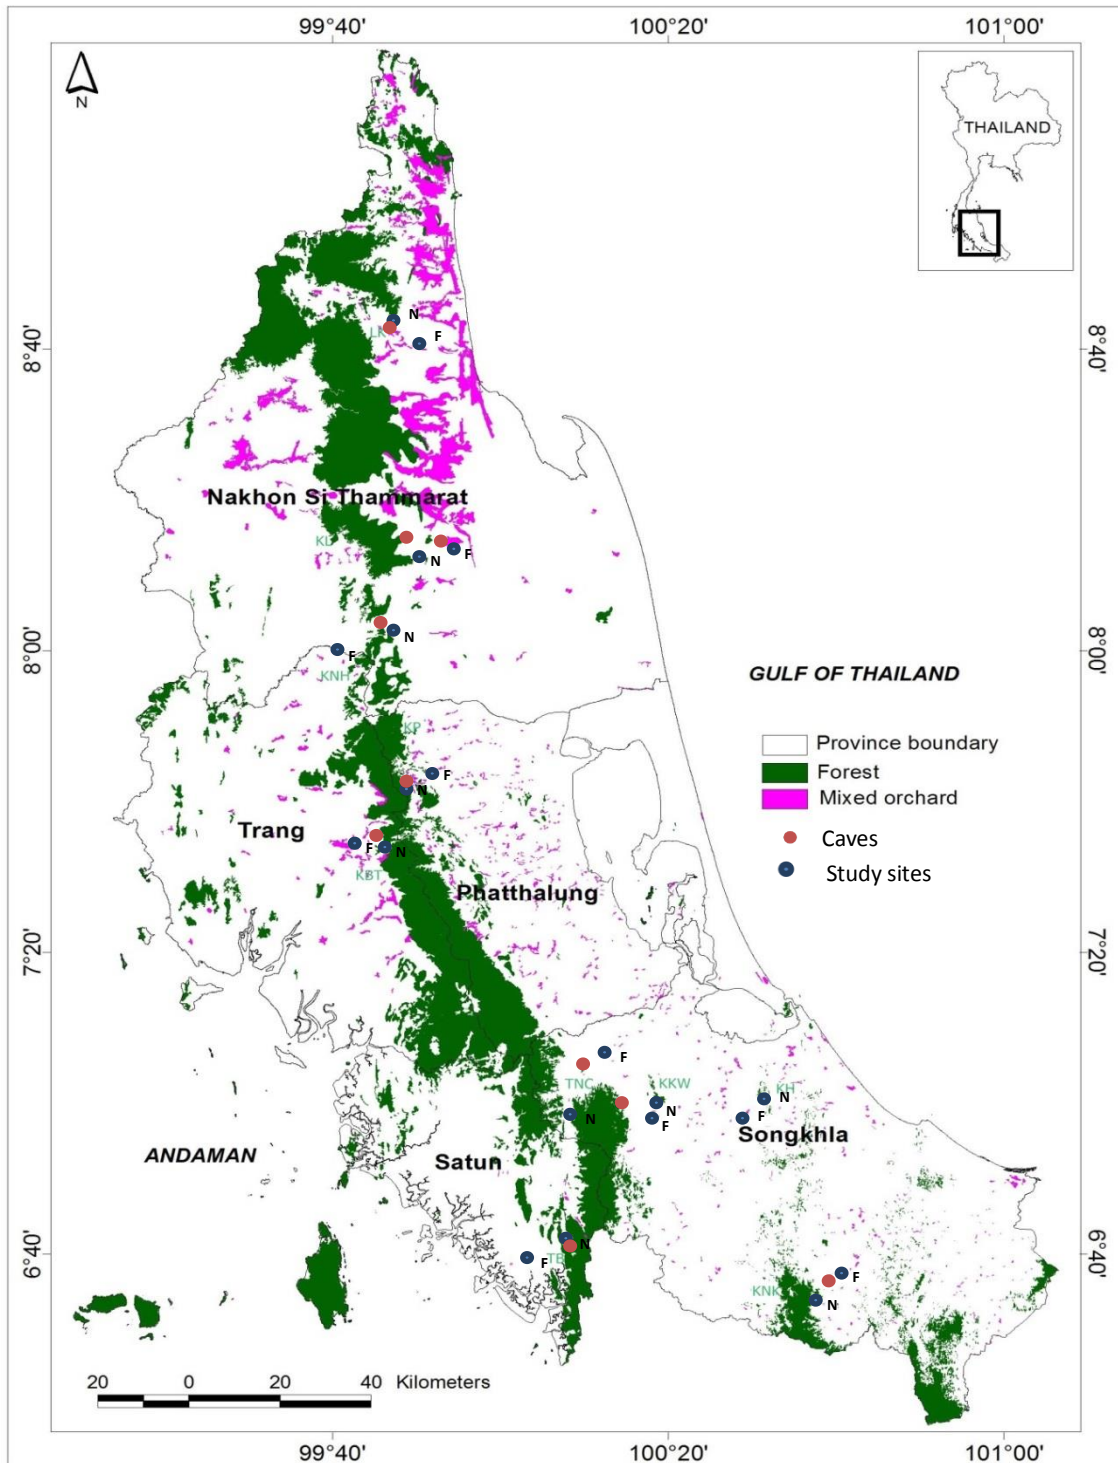 99°40' 100°20' 101°00'
N
THAILAND
N
LK
F
8°40' 8°40'
Nakhon Si Thammarat
KL
F
N
N
8°00' F 8°00'
KNH
GULF OF THAILAND
KP
Province boundary
F
Forest
N
Mixed orchard
Trang
Caves
F N
KBT
Study sites
Phatthalung
7°20' 7°20'
F
TNC KKW KH
N N N
F F
Songkhla
ANDAMAN
Satun
N
6°40' F 6°40'
F
KNK
N
20 0 20 40 Kilometers
99°40' 100°20' 101°00'